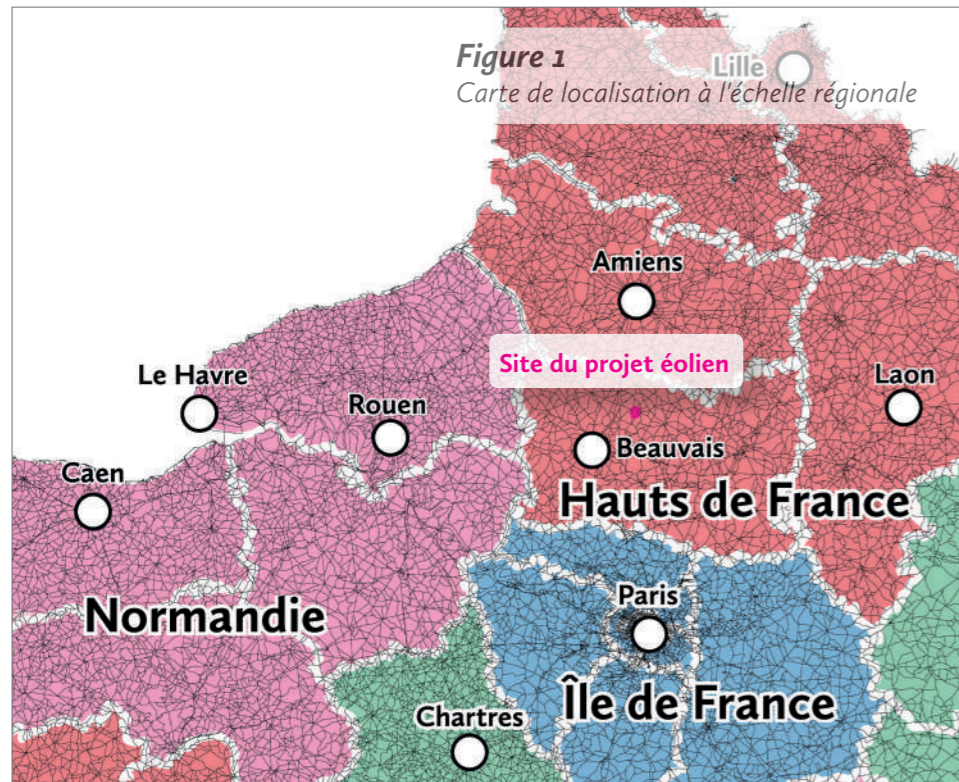 Figure 1
Lille
Carte de localisation à l'échelle régionale
Amiens
Site du projet éolien
Le Havre
Rouen
Laon
Beauvais
Caen
Hauts de France
Normandie
Paris
Île de France
Chartres